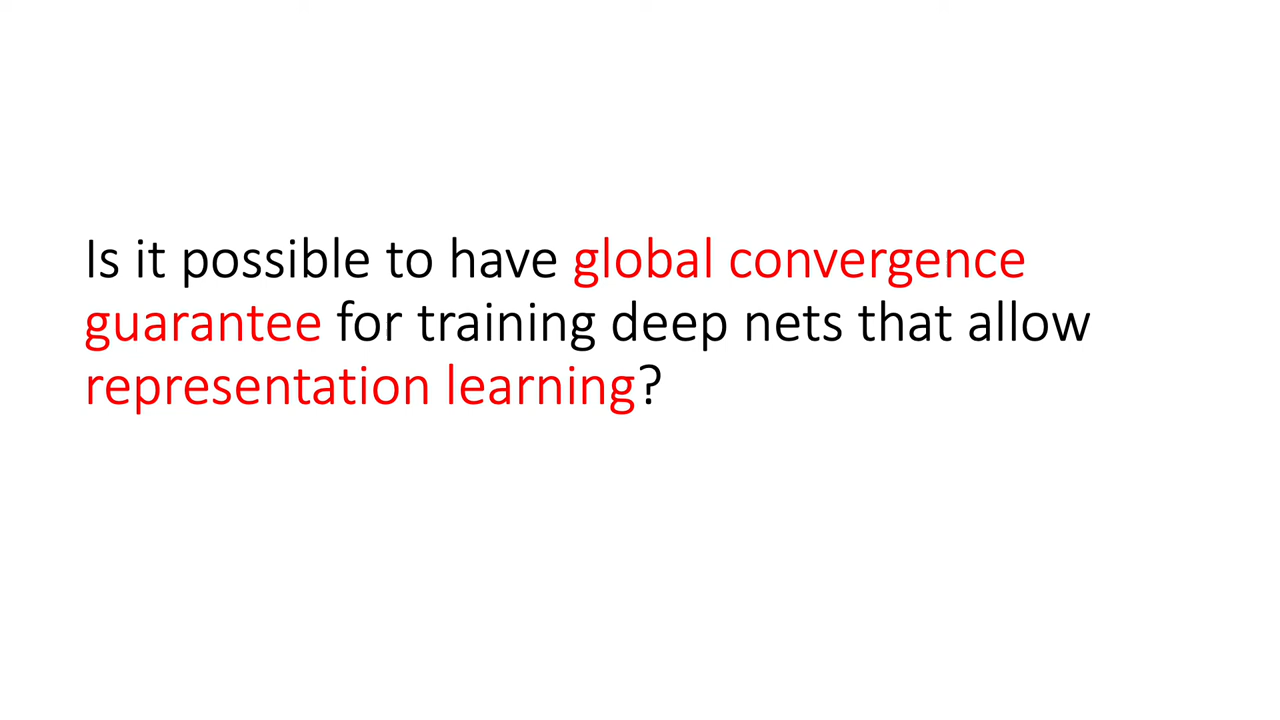 Is it possible to have global convergence
guarantee for training deep nets that allow
representation learning?